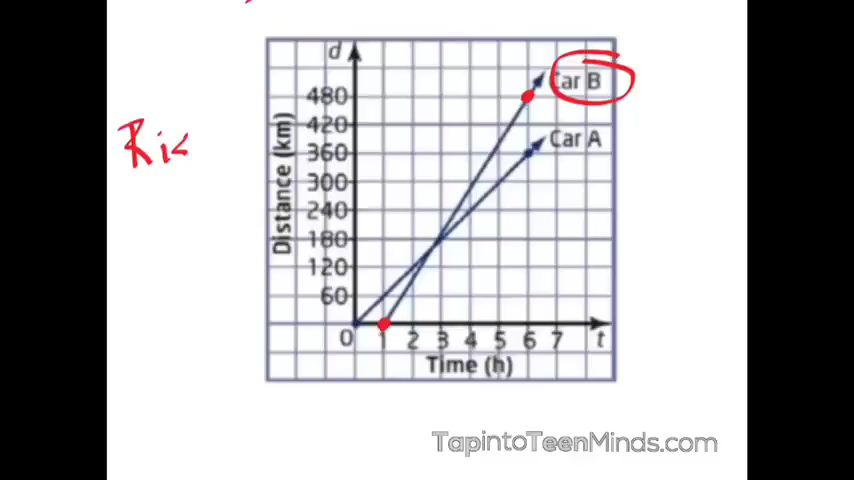 d
Car B
480
420
Car A
360
300
240
180
120
60
Distance (km)
0 1 2 3 4 5 6 7 t
Time (h)
TapintoTeenMinds.com